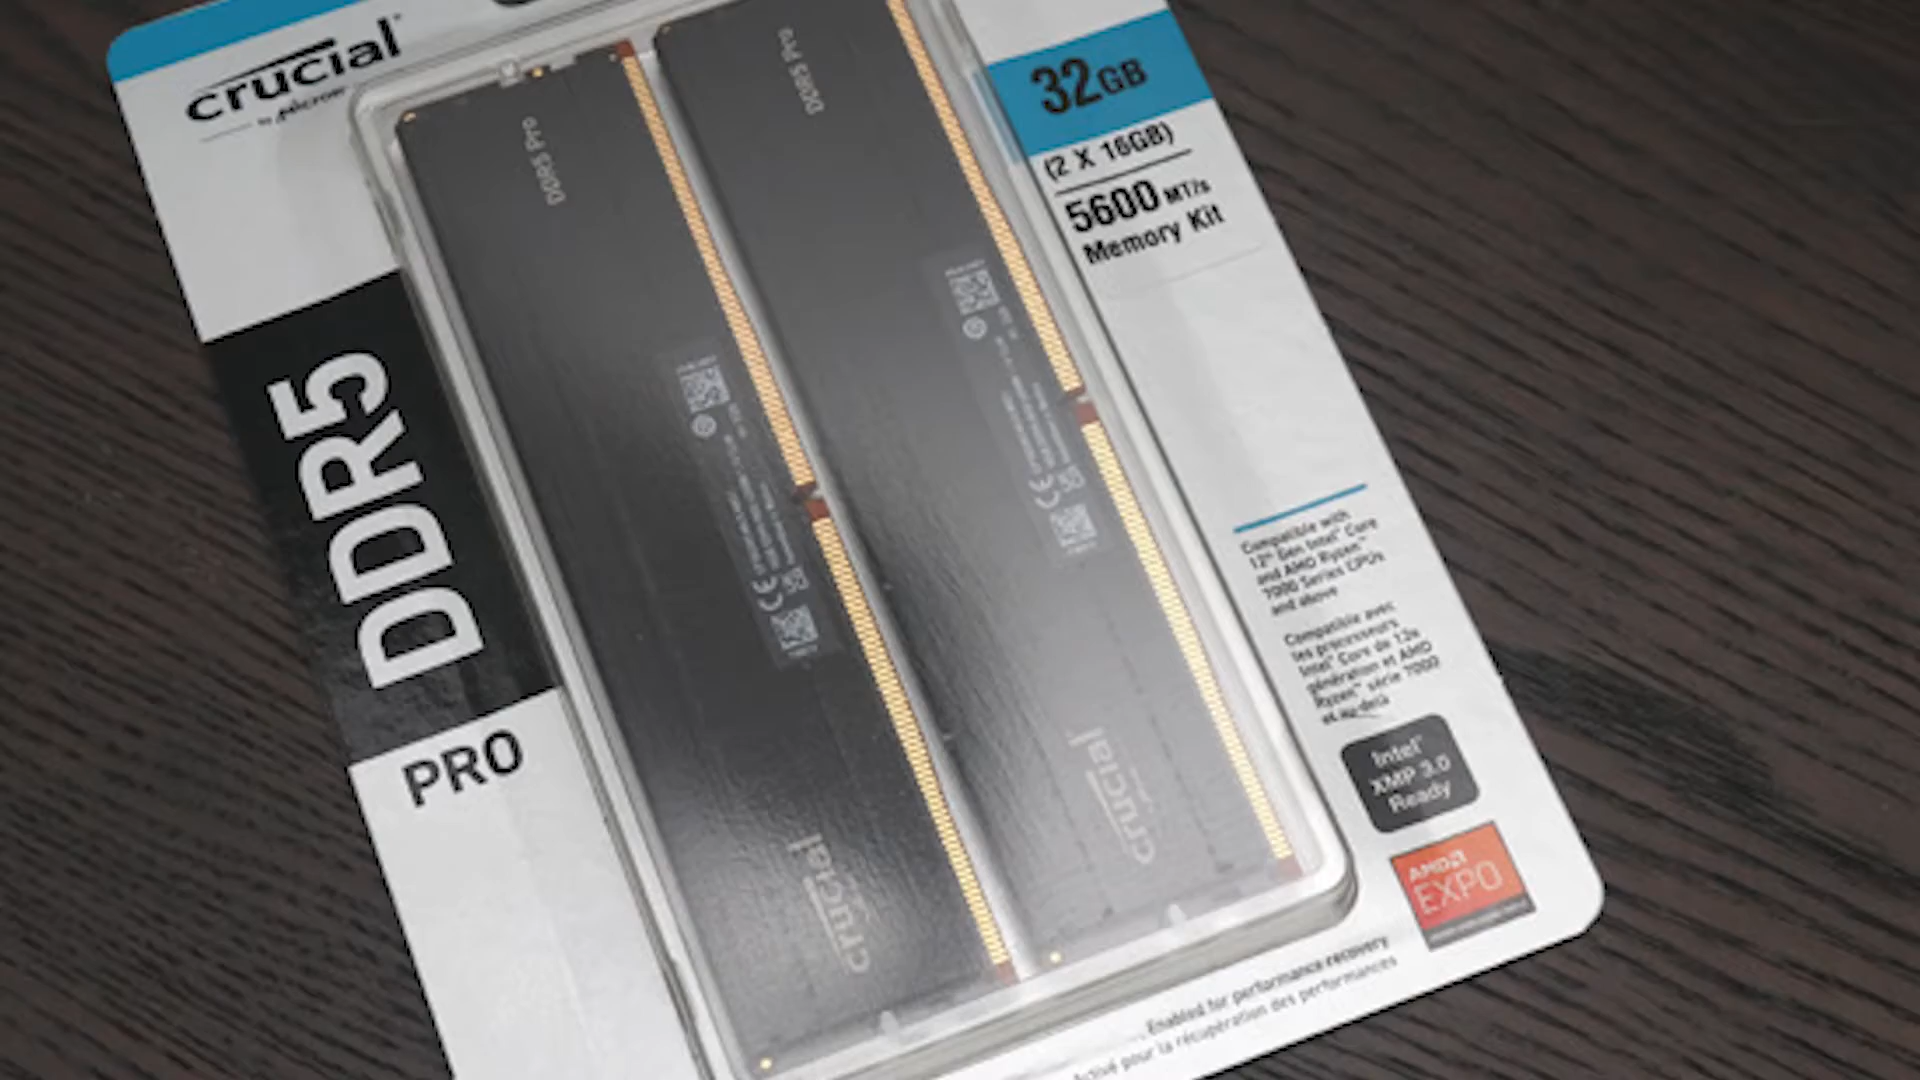 crucial
by Micron
32GB
(2 X 16GB)
5600 MT/s
Memory Kit
DDR5
PRO
DDR5 Pro
DDR5 Pro
crucial
crucial
Compatible with
12th Gen Intel® Core
and AMD Ryzen™
7000 Series CPUs
and above
Compatible avec
les processeurs
Intel® Core de 12e
génération et AMD
Ryzen™ série 7000
et au-delà
Intel®
XMP 3.0
Ready
AMD
EXPO
Enabled for performance recovery
Activé pour la récupération des performances